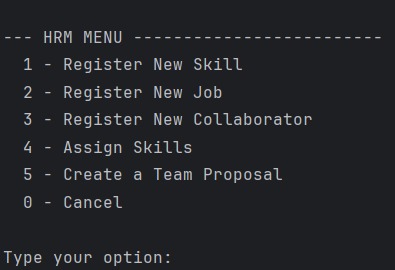 --- HRM MENU -------------------------
1 - Register New Skill
2 - Register New Job
3 - Register New Collaborator
4 - Assign Skills
5 - Create a Team Proposal
0 - Cancel
Type your option: